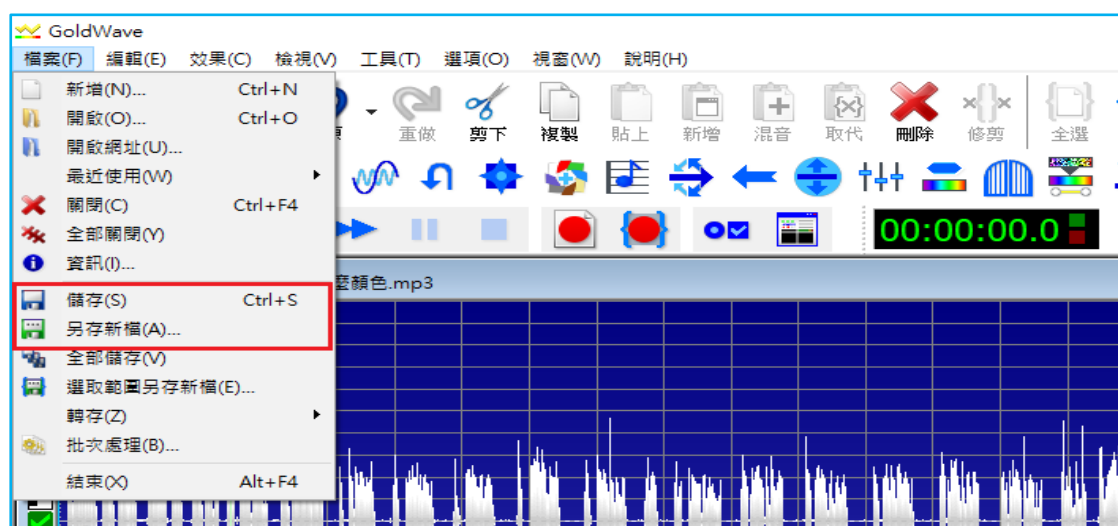 GoldWave
檔案(F) 編輯(E) 效果(C) 檢視(V) 工具(T) 選項(O) 視窗(W) 說明(H)
新增(N)... Ctrl+N
開啟(O)... Ctrl+O
開啟網址(U)...
最近使用(W)
關閉(C) Ctrl+F4
全部關閉(Y)
資訊(I)...
儲存(S) Ctrl+S
另存新檔(A)...
全部儲存(V)
選取範圍另存新檔(E)...
轉存(Z)
批次處理(B)...
結束(X) Alt+F4
重做 剪下 複製 貼上 新增 混音 取代 刪除 修剪 全選
00:00:00.0
顏色.mp3